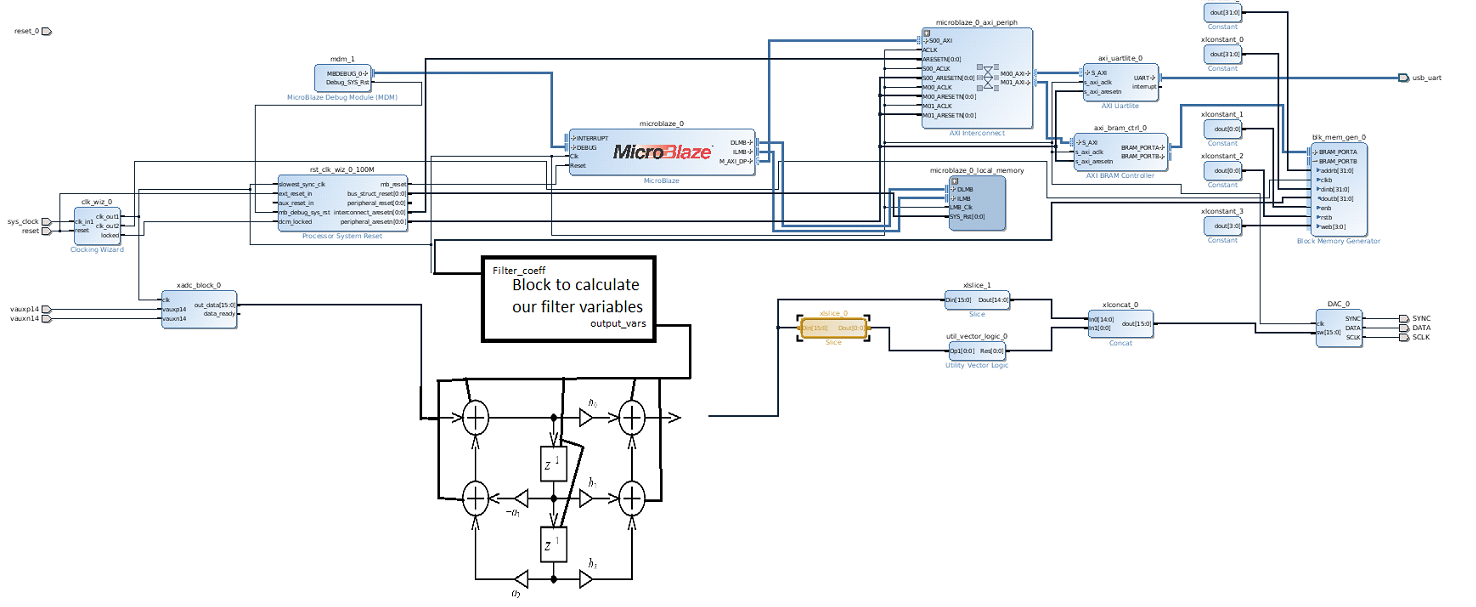 reset_0
sys_clock
reset
clk_wiz_0
clk_in1
reset
clk_out1
clk_out2
locked
Clocking Wizard
mdm_1
MBDEBUG_0
Debug_SYS_Rst
MicroBlaze Debug Module (MDM)
rst_clk_wiz_0_100M
slowest_sync_clk
ext_reset_in
aux_reset_in
mb_debug_sys_rst
dcm_locked
mb_reset
bus_struct_reset[0:0]
peripheral_reset[0:0]
interconnect_aresetn[0:0]
peripheral_aresetn[0:0]
Processor System Reset
microblaze_0
INTERRUPT
DEBUG
Clk
Reset
MicroBlaze
DLMB
ILMB
M_AXI_DP
MicroBlaze
microblaze_0_axi_periph
S00_AXI
ACLK
ARESETN[0:0]
S00_ACLK
S00_ARESETN[0:0]
M00_ACLK
M00_ARESETN[0:0]
M01_ACLK
M01_ARESETN[0:0]
M00_AXI
M01_AXI
AXI Interconnect
microblaze_0_local_memory
DLMB
ILMB
LMB_Clk
SYS_Rst[0:0]
axi_uartlite_0
S_AXI
s_axi_aclk
s_axi_aresetn
UART
interrupt
AXI Uartlite
usb_uart
axi_bram_ctrl_0
S_AXI
s_axi_aclk
s_axi_aresetn
BRAM_PORTA
BRAM_PORTB
AXI BRAM Controller
dout[31:0]
Constant
xlconstant_0
dout[31:0]
Constant
xlconstant_1
dout[0:0]
Constant
xlconstant_2
dout[0:0]
Constant
xlconstant_3
dout[3:0]
Constant
blk_mem_gen_0
BRAM_PORTA
BRAM_PORTB
addrb[31:0]
clkb
dinb[31:0]
doutb[31:0]
enb
rstb
web[3:0]
Block Memory Generator
vauxp14
vauxn14
xadc_block_0
clk
vauxp14
vauxn14
out_data[15:0]
data_ready
Filter_coeff
Block to calculate
our filter variables
output_vars
xlslice_0
Din[15:0]
Dout[0:0]
Slice
xlslice_1
Din[15:0]
Dout[14:0]
Slice
util_vector_logic_0
Op1[0:0]
Res[0:0]
Utility Vector Logic
xlconcat_0
In0[14:0]
In1[0:0]
dout[15:0]
Concat
DAC_0
clk
sw[15:0]
SYNC
DATA
SCLK
SYNC
DATA
SCLK